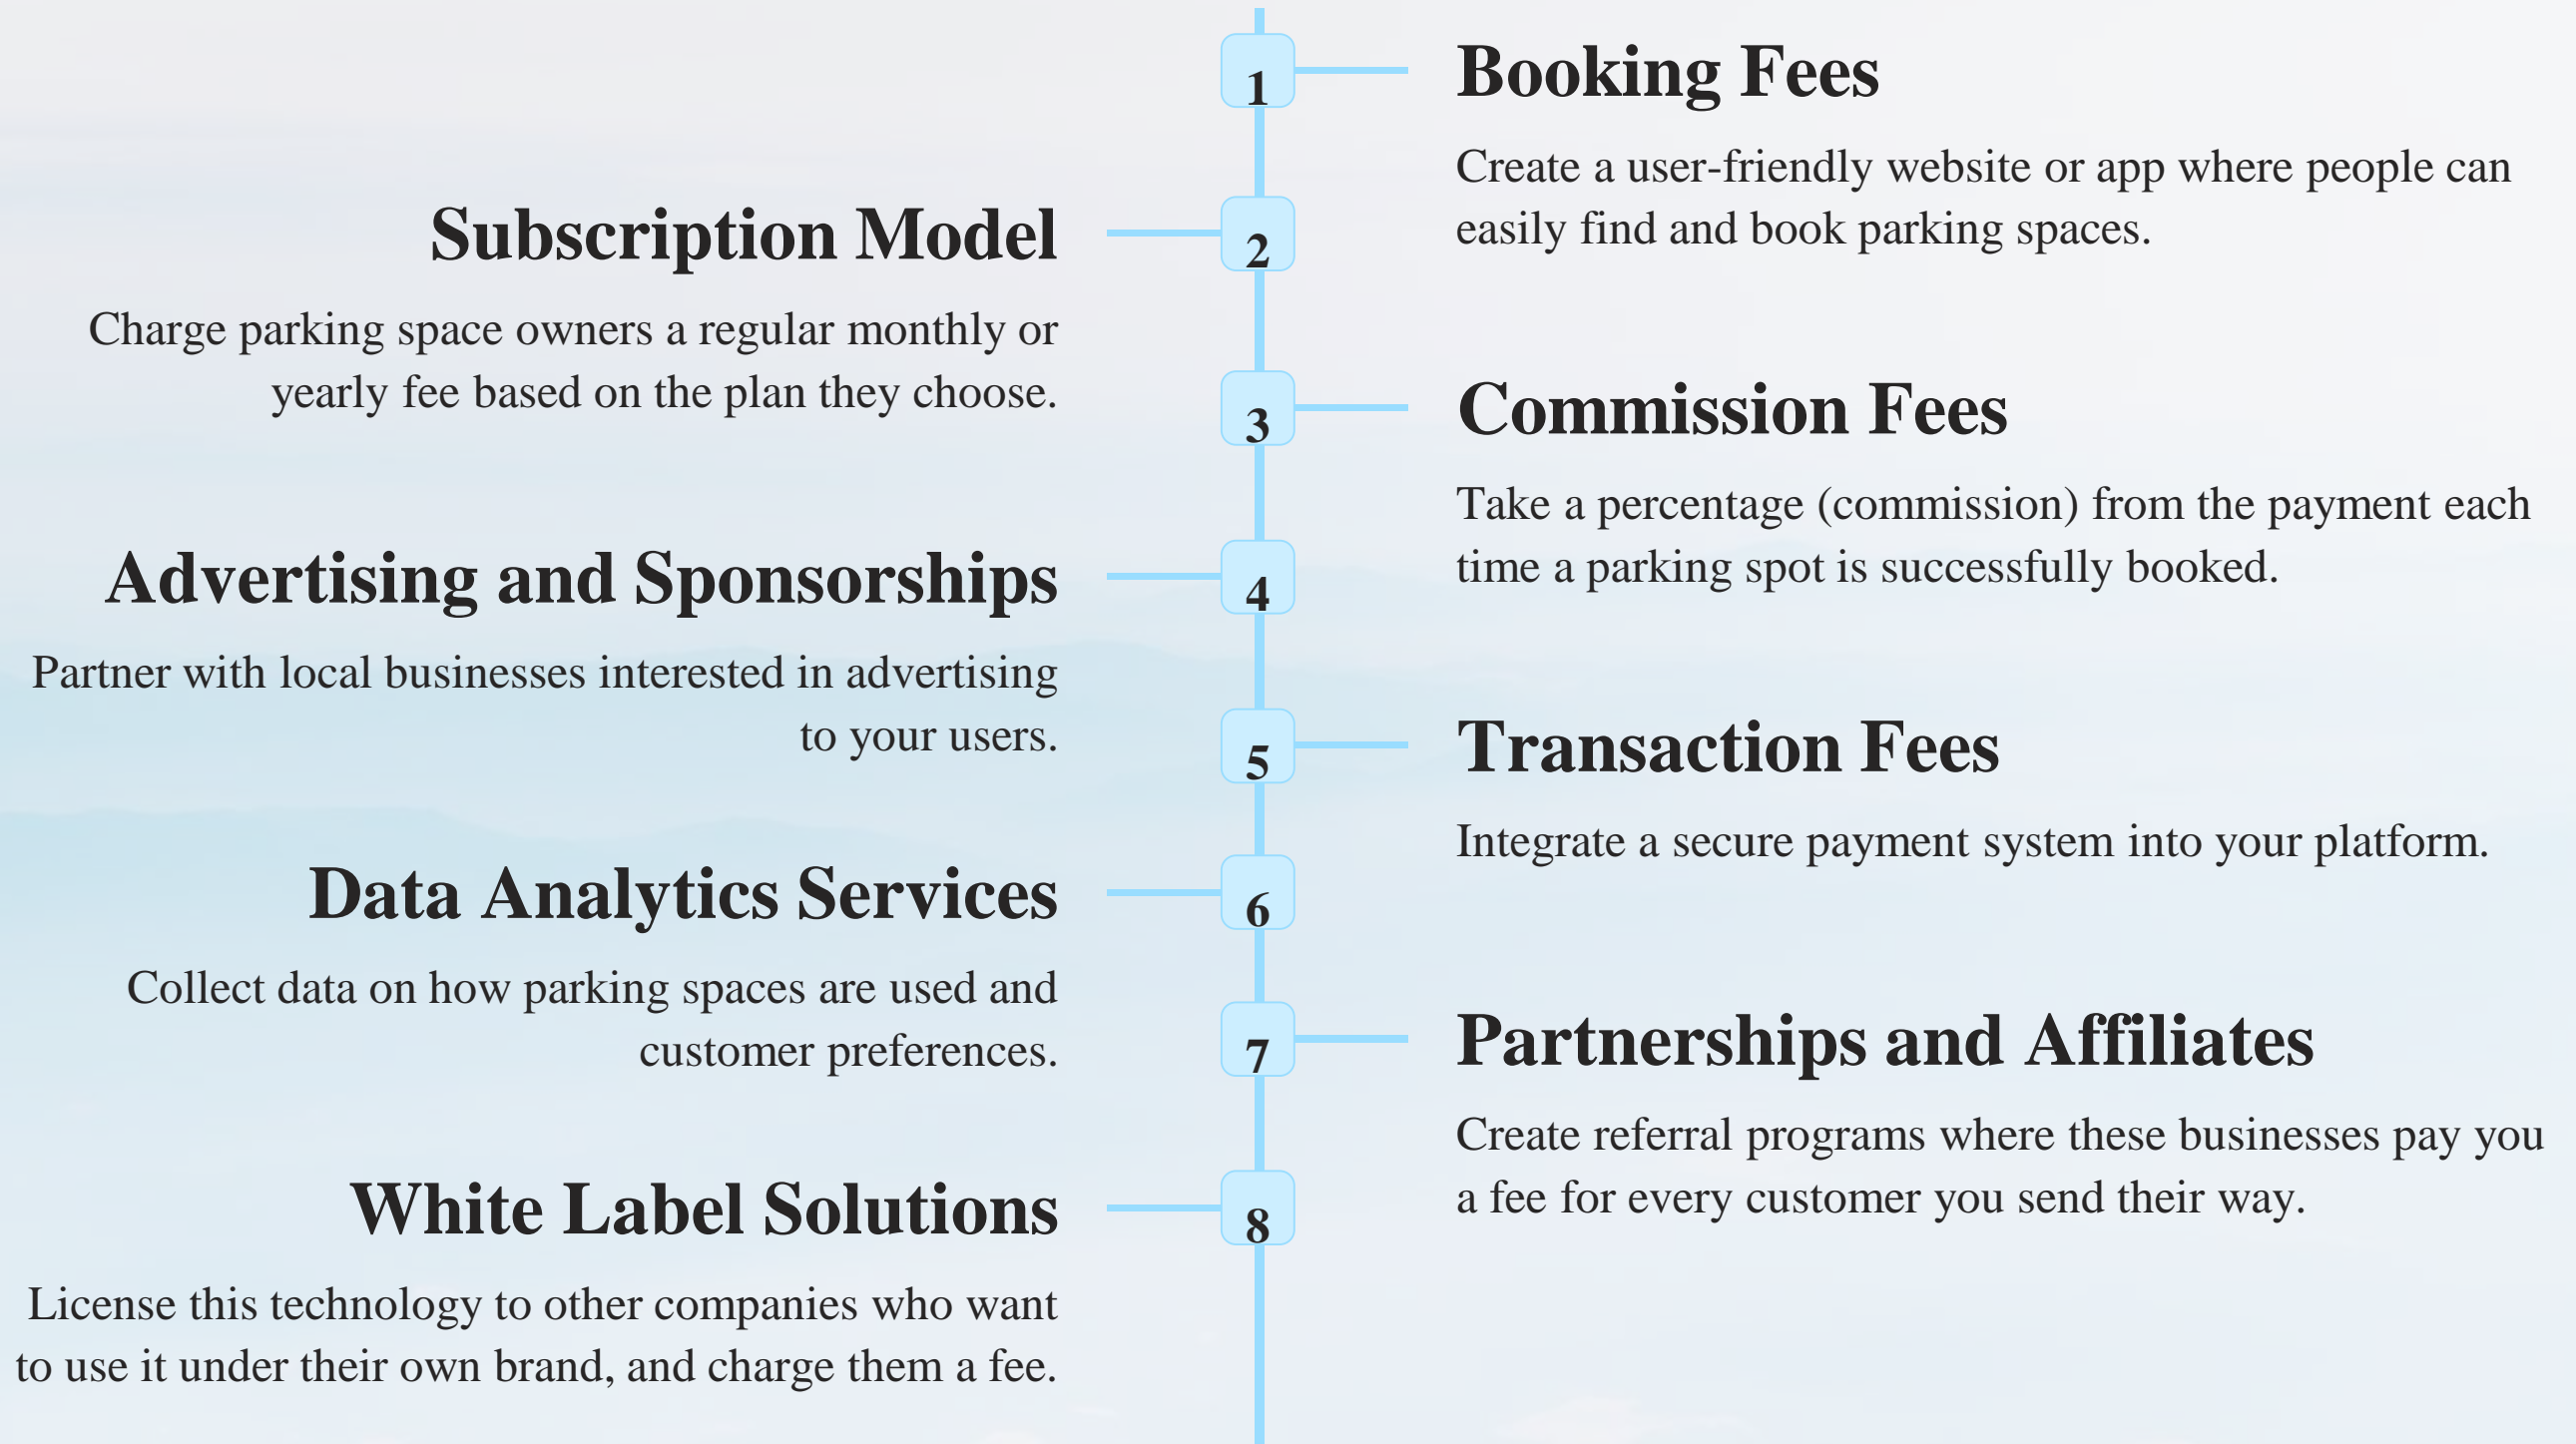 1
Booking Fees
Create a user-friendly website or app where people can
easily find and book parking spaces.
2
Subscription Model
Charge parking space owners a regular monthly or
yearly fee based on the plan they choose.
3
Commission Fees
Take a percentage (commission) from the payment each
time a parking spot is successfully booked.
4
Advertising and Sponsorships
Partner with local businesses interested in advertising
to your users.
5
Transaction Fees
Integrate a secure payment system into your platform.
6
Data Analytics Services
Collect data on how parking spaces are used and
customer preferences.
7
Partnerships and Affiliates
Create referral programs where these businesses pay you
a fee for every customer you send their way.
8
White Label Solutions
License this technology to other companies who want
to use it under their own brand, and charge them a fee.